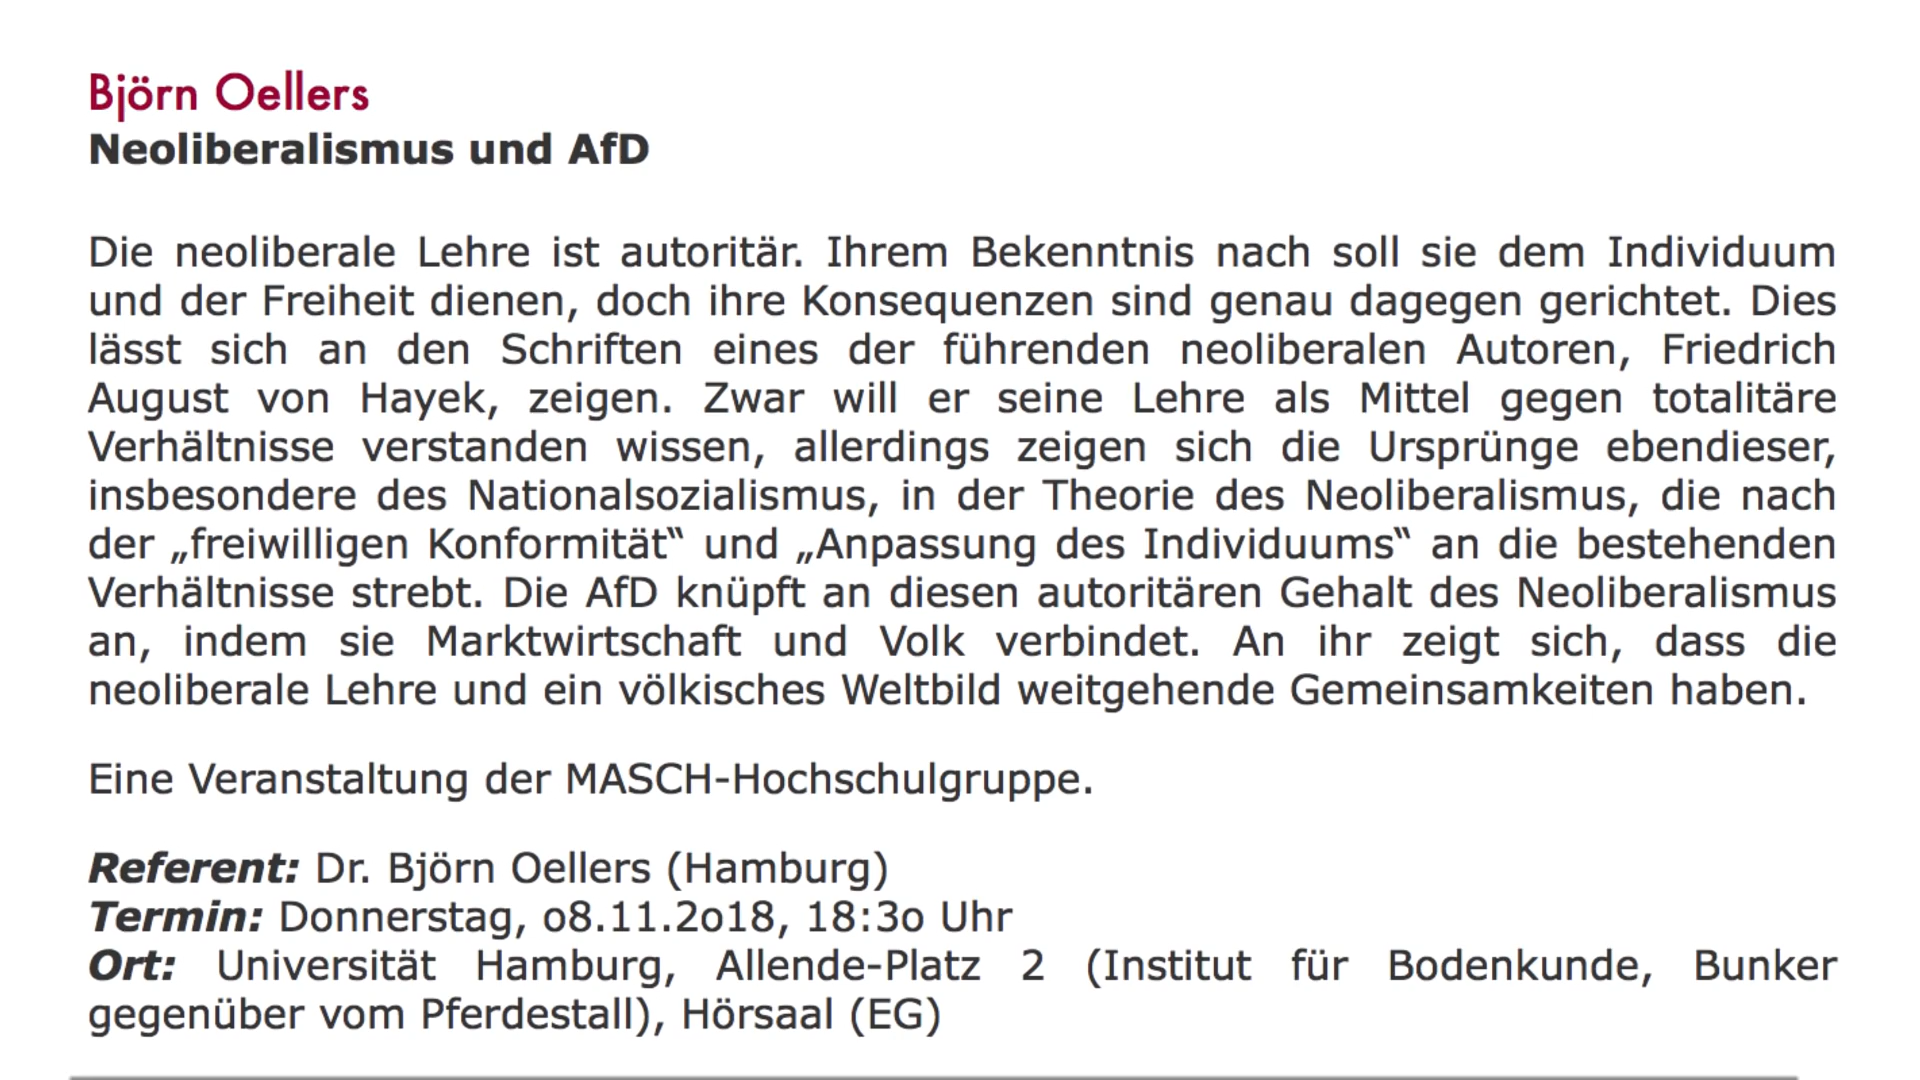 Björn Oellers
Neoliberalismus und AfD
Die neoliberale Lehre ist autoritär. Ihrem Bekenntnis nach soll sie dem Individuum
und der Freiheit dienen, doch ihre Konsequenzen sind genau dagegen gerichtet. Dies
lässt sich an den Schriften eines der führenden neoliberalen Autoren, Friedrich
August von Hayek, zeigen. Zwar will er seine Lehre als Mittel gegen totalitäre
Verhältnisse verstanden wissen, allerdings zeigen sich die Ursprünge ebendieser,
insbesondere des Nationalsozialismus, in der Theorie des Neoliberalismus, die nach
der „freiwilligen Konformität“ und „Anpassung des Individuums“ an die bestehenden
Verhältnisse strebt. Die AfD knüpft an diesen autoritären Gehalt des Neoliberalismus
an, indem sie Marktwirtschaft und Volk verbindet. An ihr zeigt sich, dass die
neoliberale Lehre und ein völkisches Weltbild weitgehende Gemeinsamkeiten haben.
Eine Veranstaltung der MASCH-Hochschulgruppe.
Referent: Dr. Björn Oellers (Hamburg)
Termin: Donnerstag, o8.11.2o18, 18:3o Uhr
Ort: Universität Hamburg, Allende-Platz 2 (Institut für Bodenkunde, Bunker
gegenüber vom Pferdestall), Hörsaal (EG)